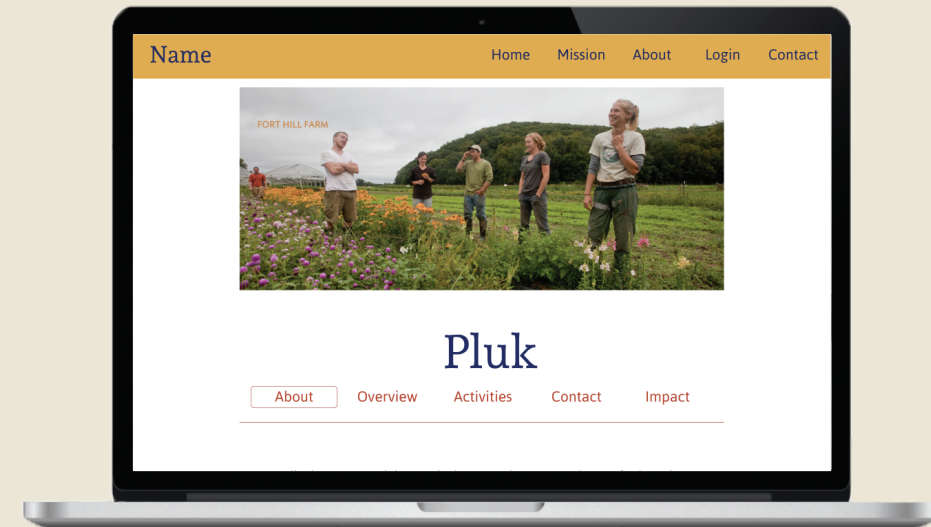 Name
Home Mission About Login Contact
FORT HILL FARM
Pluk
About Overview Activities Contact Impact